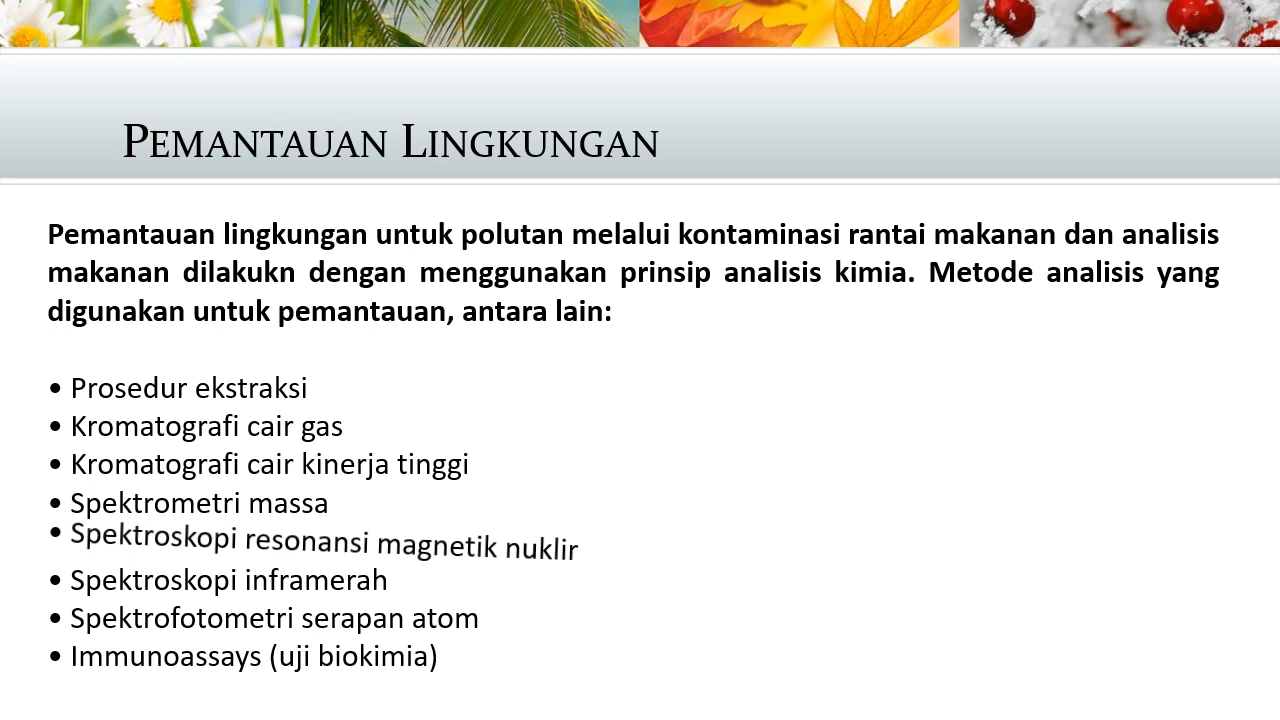 PEMANTAUAN LINGKUNGAN
Pemantauan lingkungan untuk polutan melalui kontaminasi rantai makanan dan analisis
makanan dilakukn dengan menggunakan prinsip analisis kimia. Metode analisis yang
digunakan untuk pemantauan, antara lain:
• Prosedur ekstraksi
• Kromatografi cair gas
• Kromatografi cair kinerja tinggi
• Spektrometri massa
• Spektroskopi resonansi magnetik nuklir
• Spektroskopi inframerah
• Spektrofotometri serapan atom
• Immunoassays (uji biokimia)